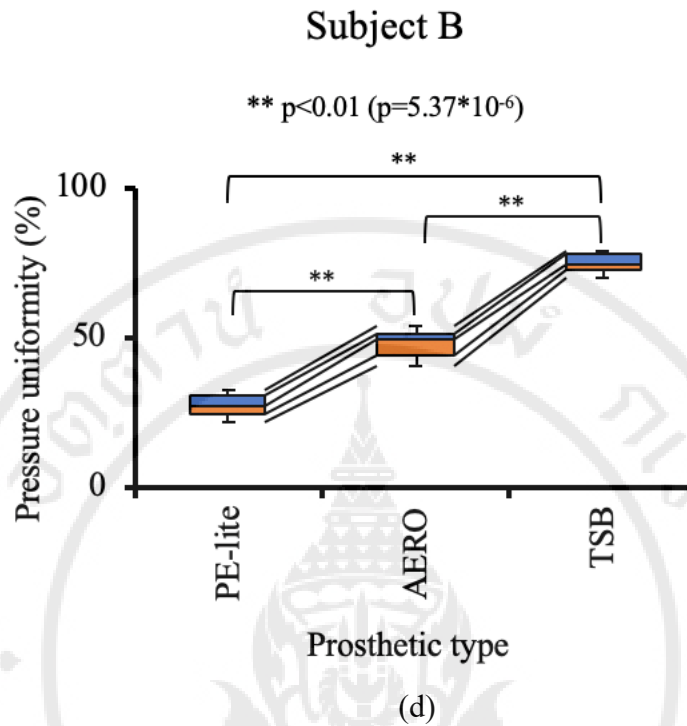 Subject B
** p<0.01 (p=5.37*10⁻⁶)
**
**
**
100
50
0
Pressure uniformity (%)
PE-lite
AERO
TSB
Prosthetic type
(d)